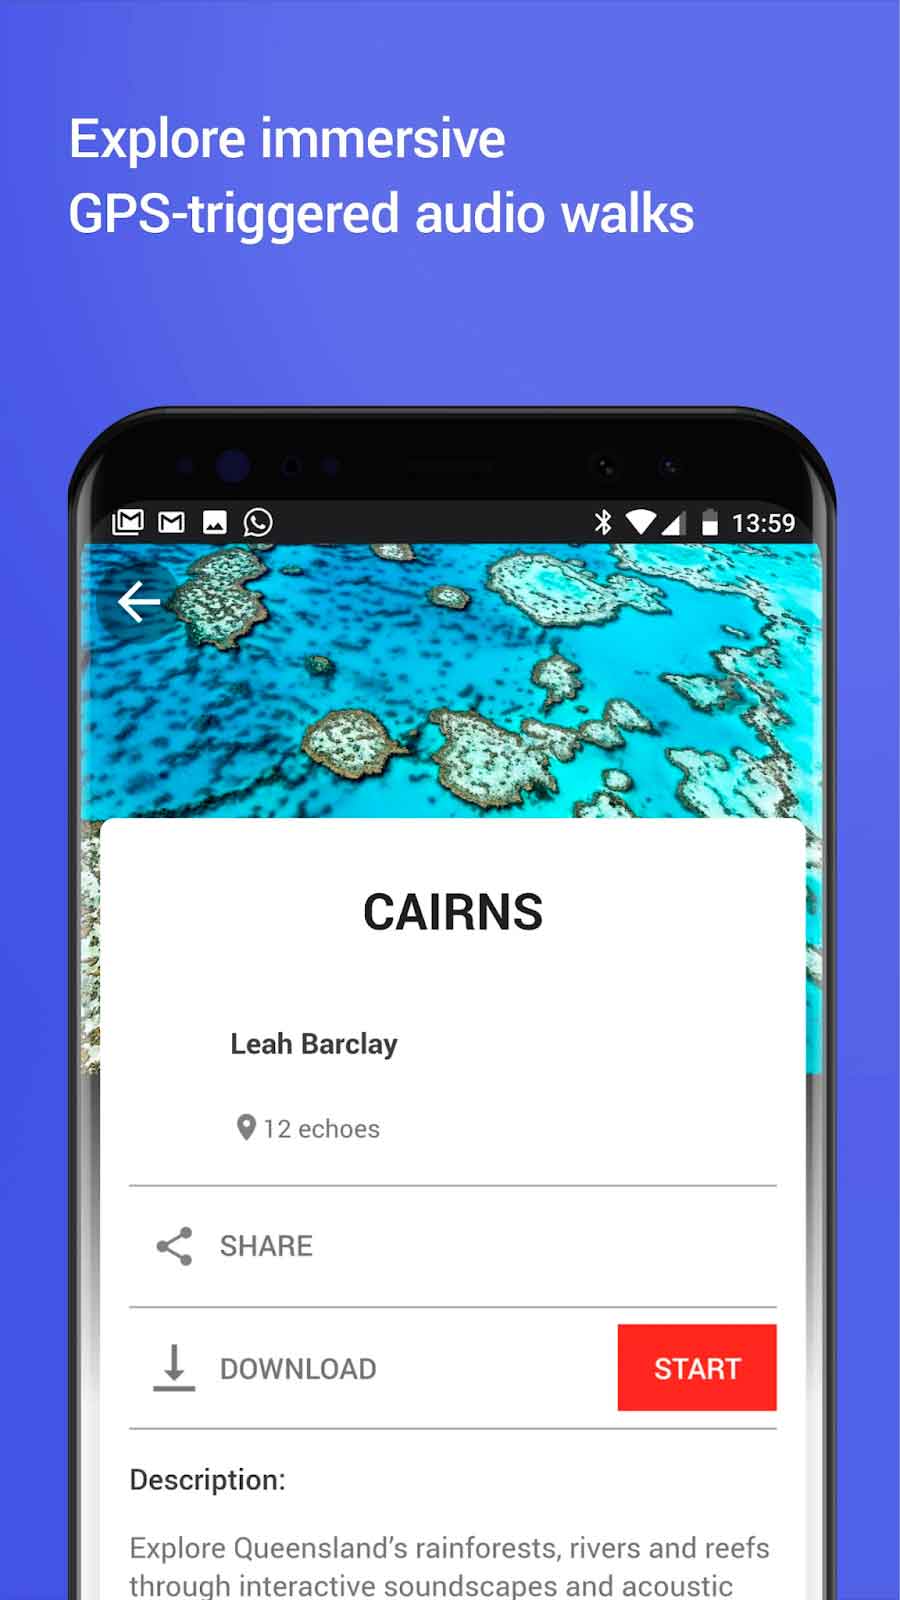 Explore immersive
GPS-triggered audio walks
13:59
CAIRNS
Leah Barclay
12 echoes
SHARE
DOWNLOAD
START
Description:
Explore Queensland’s rainforests, rivers and reefs
through interactive soundscapes and acoustic